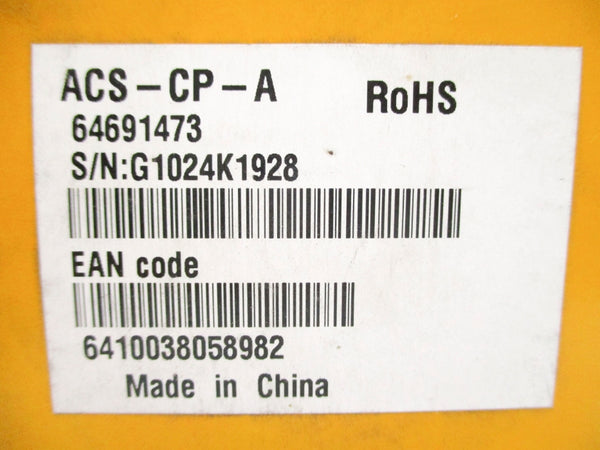 ACS-CP-A RoHS
64691473
S/N:G1024K1928
EAN code
6410038058982
Made in China